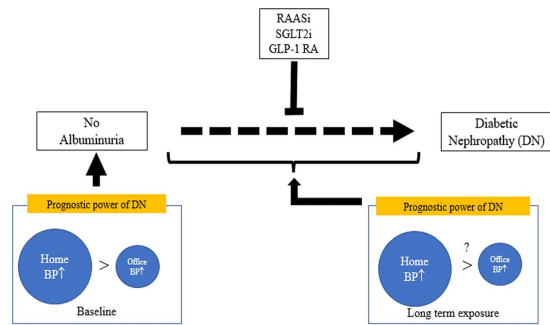 RAASi
SGLT2i
GLP-1 RA
No
Albuminuria
Diabetic
Nephropathy (DN)
Prognostic power of DN
Home
BP↑
>
Office
BP↑
Baseline
Prognostic power of DN
Home
BP↑
?
>
Office
BP↑
Long term exposure